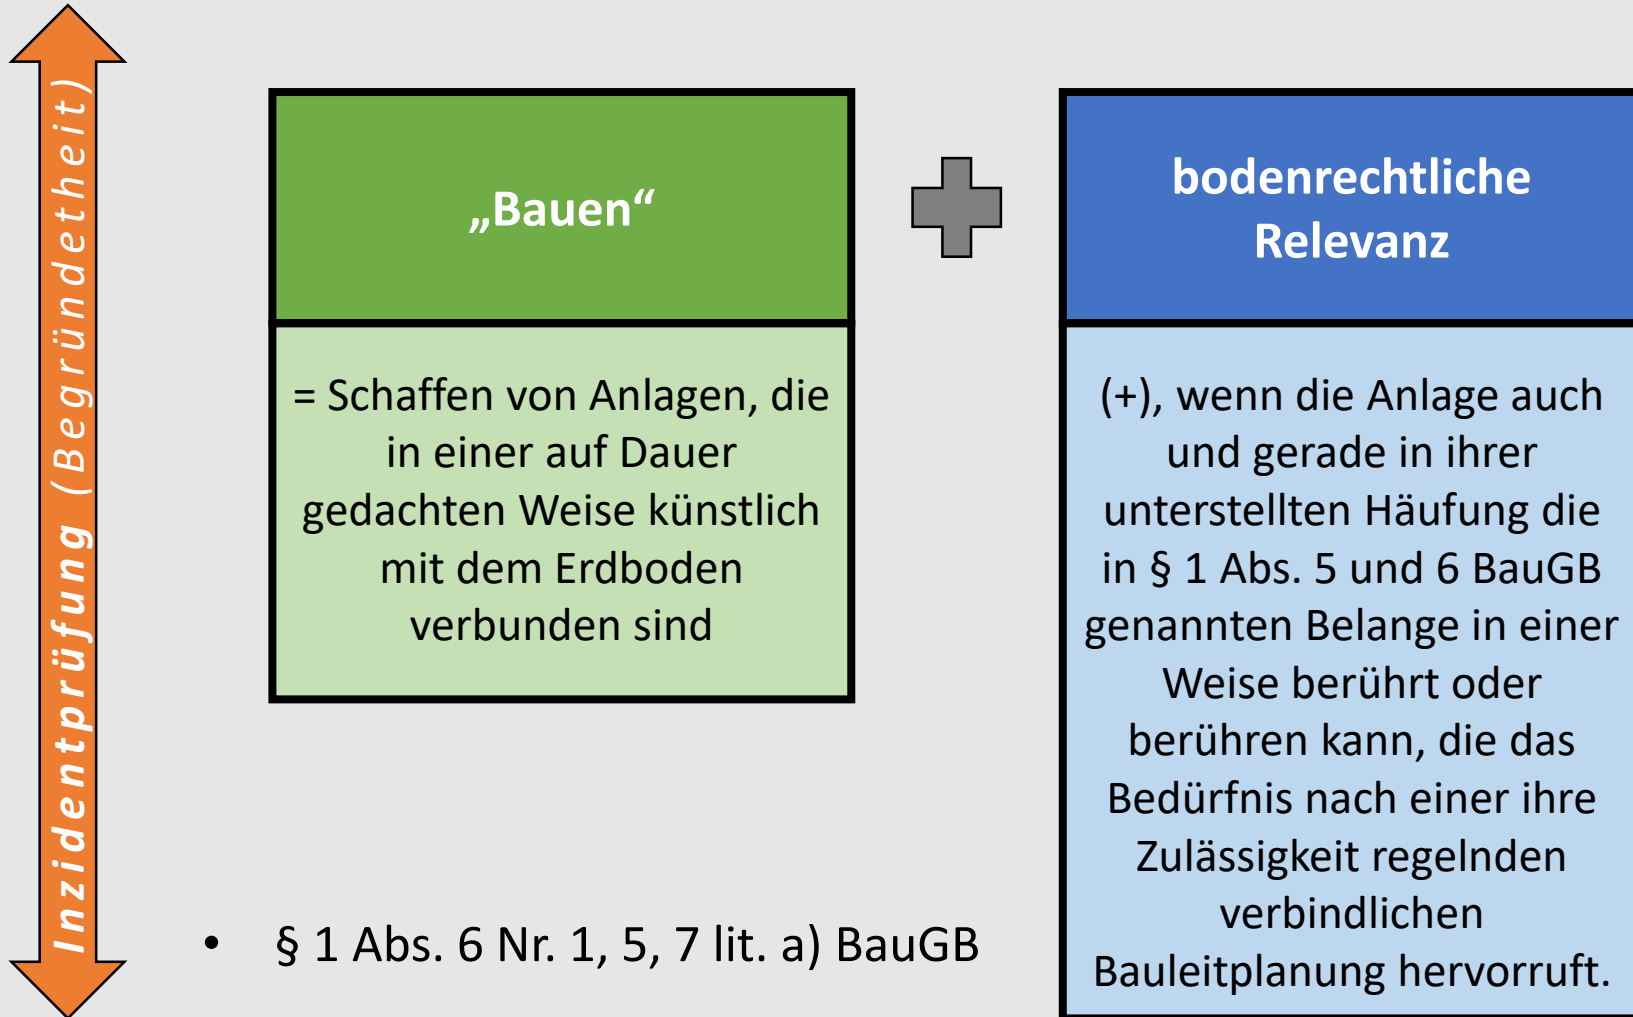 Inzidentprüfung (Begründetheit)
„Bauen“
= Schaffen von Anlagen, die
in einer auf Dauer
gedachten Weise künstlich
mit dem Erdboden
verbunden sind
bodenrechtliche
Relevanz
(+), wenn die Anlage auch
und gerade in ihrer
unterstellten Häufung die
in § 1 Abs. 5 und 6 BauGB
genannten Belange in einer
Weise berührt oder
berühren kann, die das
Bedürfnis nach einer ihre
Zulässigkeit regelnden
verbindlichen
Bauleitplanung hervorruft.
• § 1 Abs. 6 Nr. 1, 5, 7 lit. a) BauGB